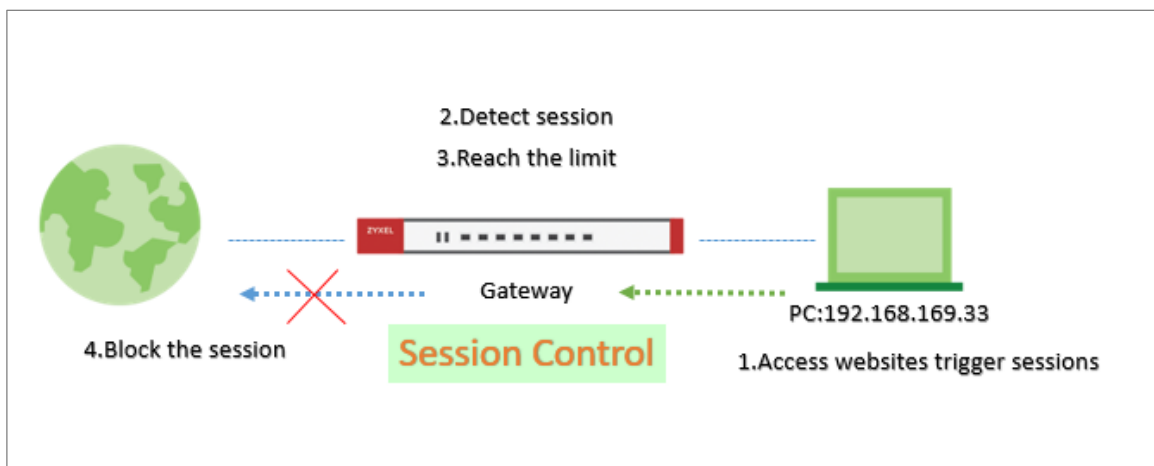 2.Detect session
3.Reach the limit
ZYXEL
Gateway
PC:192.168.169.33
4.Block the session
Session Control
1.Access websites trigger sessions